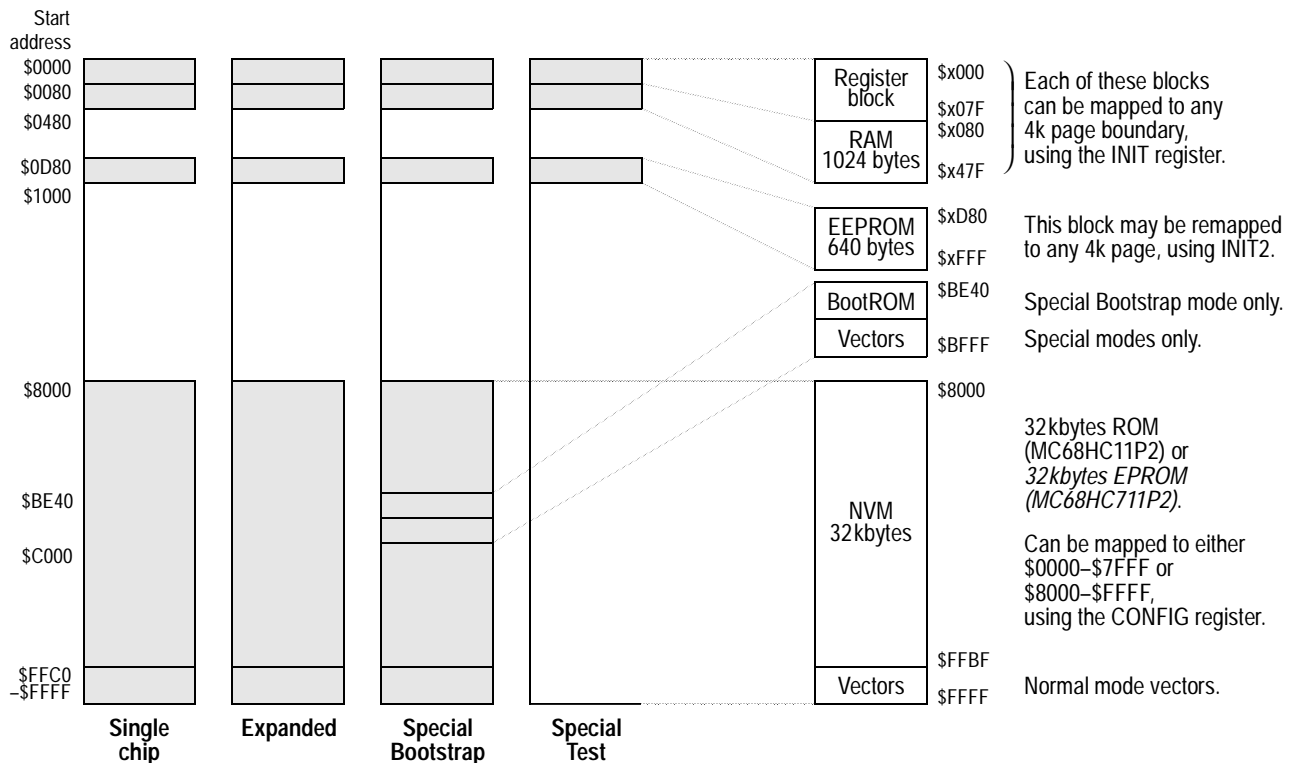 Start
address
$0000
$0080
$0480
$0D80
$1000
$8000
$BE40
$C000
$FFC0
–$FFFF
Single
chip
Expanded
Special
Bootstrap
Special
Test
Register
block
$x000
$x07F
RAM
1024 bytes
$x080
$x47F
Each of these blocks
can be mapped to any
4k page boundary,
using the INIT register.
EEPROM
640 bytes
$xD80
$xFFF
This block may be remapped
to any 4k page, using INIT2.
BootROM
$BE40
Special Bootstrap mode only.
Vectors
$BFFF
Special modes only.
$8000
NVM
32kbytes
32kbytes ROM
(MC68HC11P2) or
32kbytes EPROM
(MC68HC711P2).
Can be mapped to either
$0000–$7FFF or
$8000–$FFFF,
using the CONFIG register.
$FFBF
Vectors
$FFFF
Normal mode vectors.